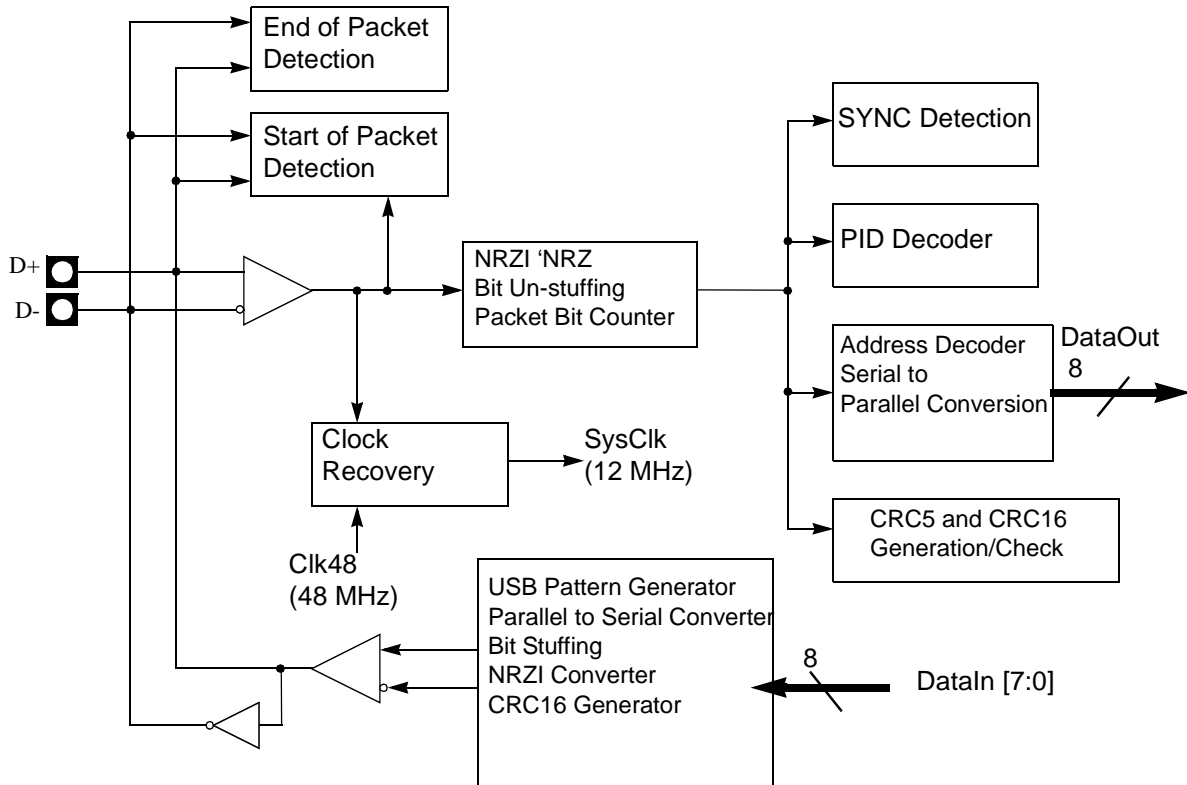 End of Packet
Detection
Start of Packet
Detection
SYNC Detection
PID Decoder
D+
D-
NRZI ‘NRZ
Bit Un-stuffing
Packet Bit Counter
Address Decoder
Serial to
Parallel Conversion
DataOut
8
Clock
Recovery
SysClk
(12 MHz)
CRC5 and CRC16
Generation/Check
Clk48
(48 MHz)
USB Pattern Generator
Parallel to Serial Converter
Bit Stuffing
NRZI Converter
CRC16 Generator
8
DataIn [7:0]